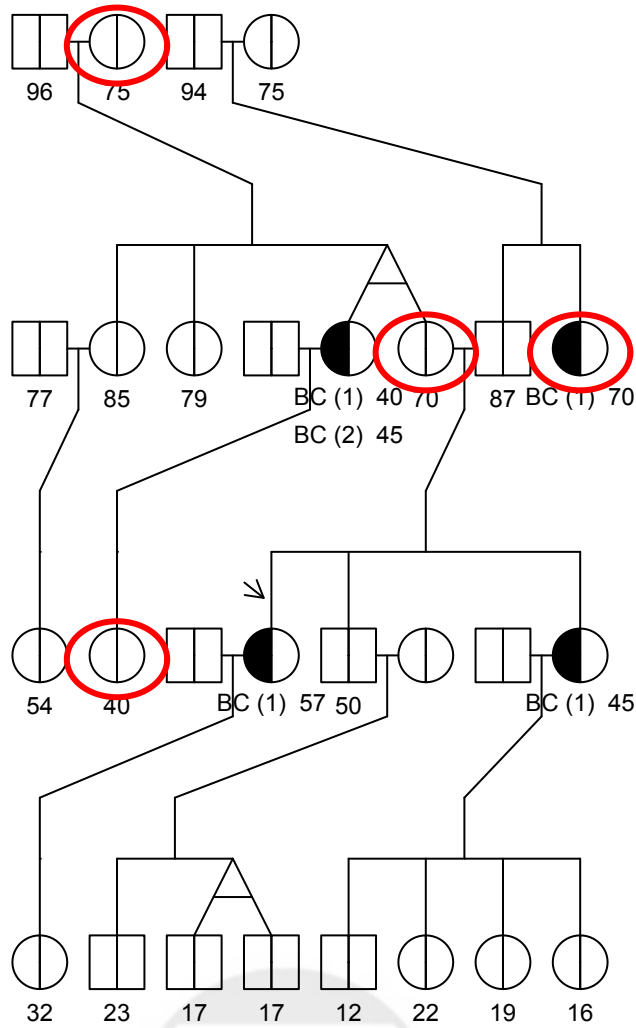 96 75 94 75
77 85 79 BC (1) 40 70 87 BC (1) 70
BC (2) 45
54 40 BC (1) 57 50 BC (1) 45
32 23 17 17 12 22 19 16